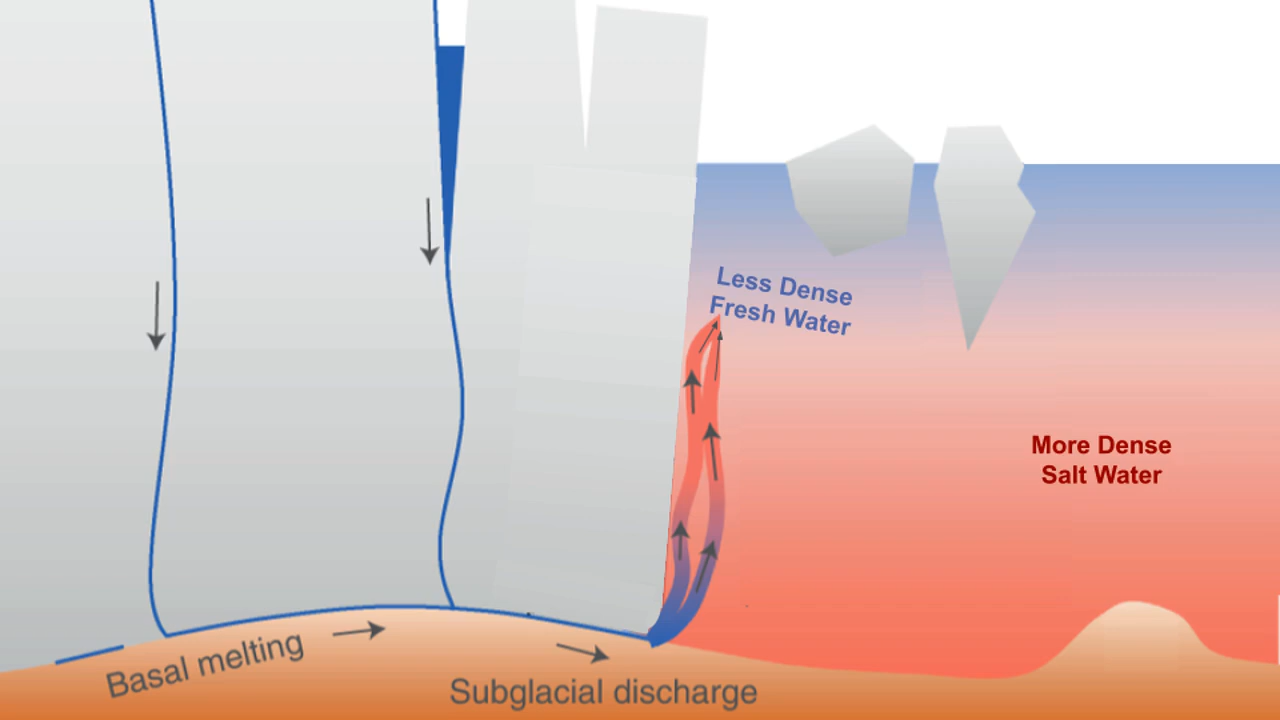 Less Dense
Fresh Water
More Dense
Salt Water
Basal melting
Subglacial discharge